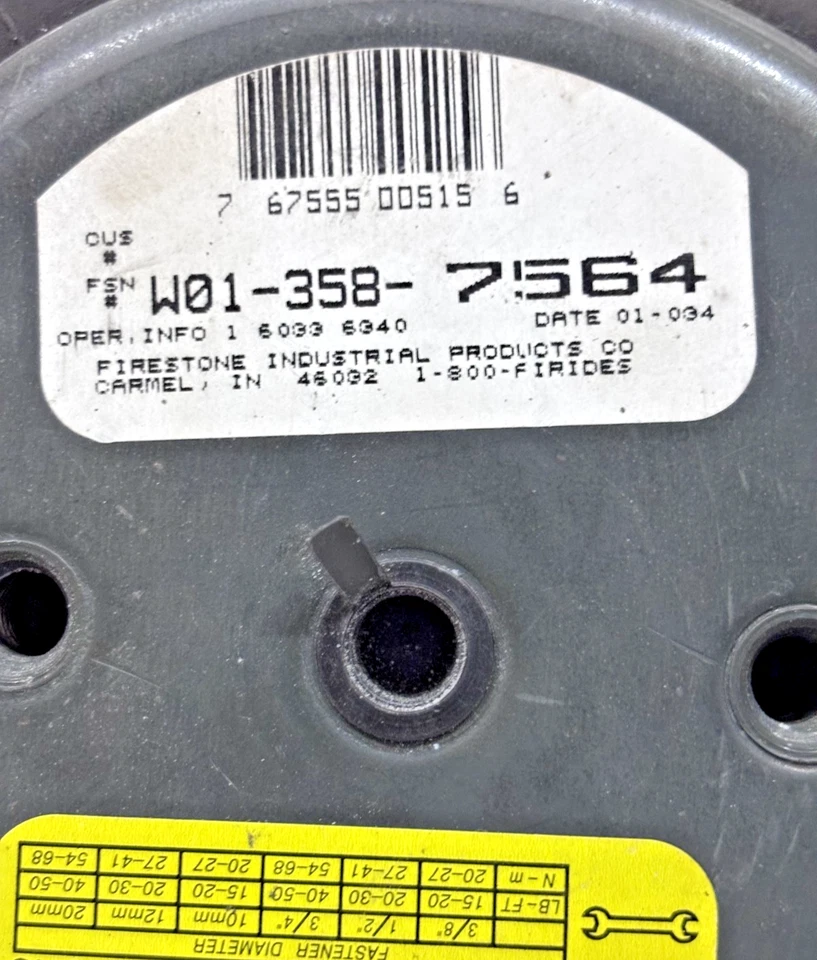 7 67555 00515 6
CUS
#
FSN
# W01-358- 7564
OPER.INFO 1 6033 6340 DATE 01-034
FIRESTONE INDUSTRIAL PRODUCTS CO
CARMEL, IN 46032 1-800-FIRIDES
FASTENER DIAMETER
3/8" 1/2" 3/4" 10mm 12mm 20mm
LB-FT 15-20 20-30 40-50 15-20 20-30 40-50
N-m 20-27 27-41 54-68 20-27 27-41 54-68